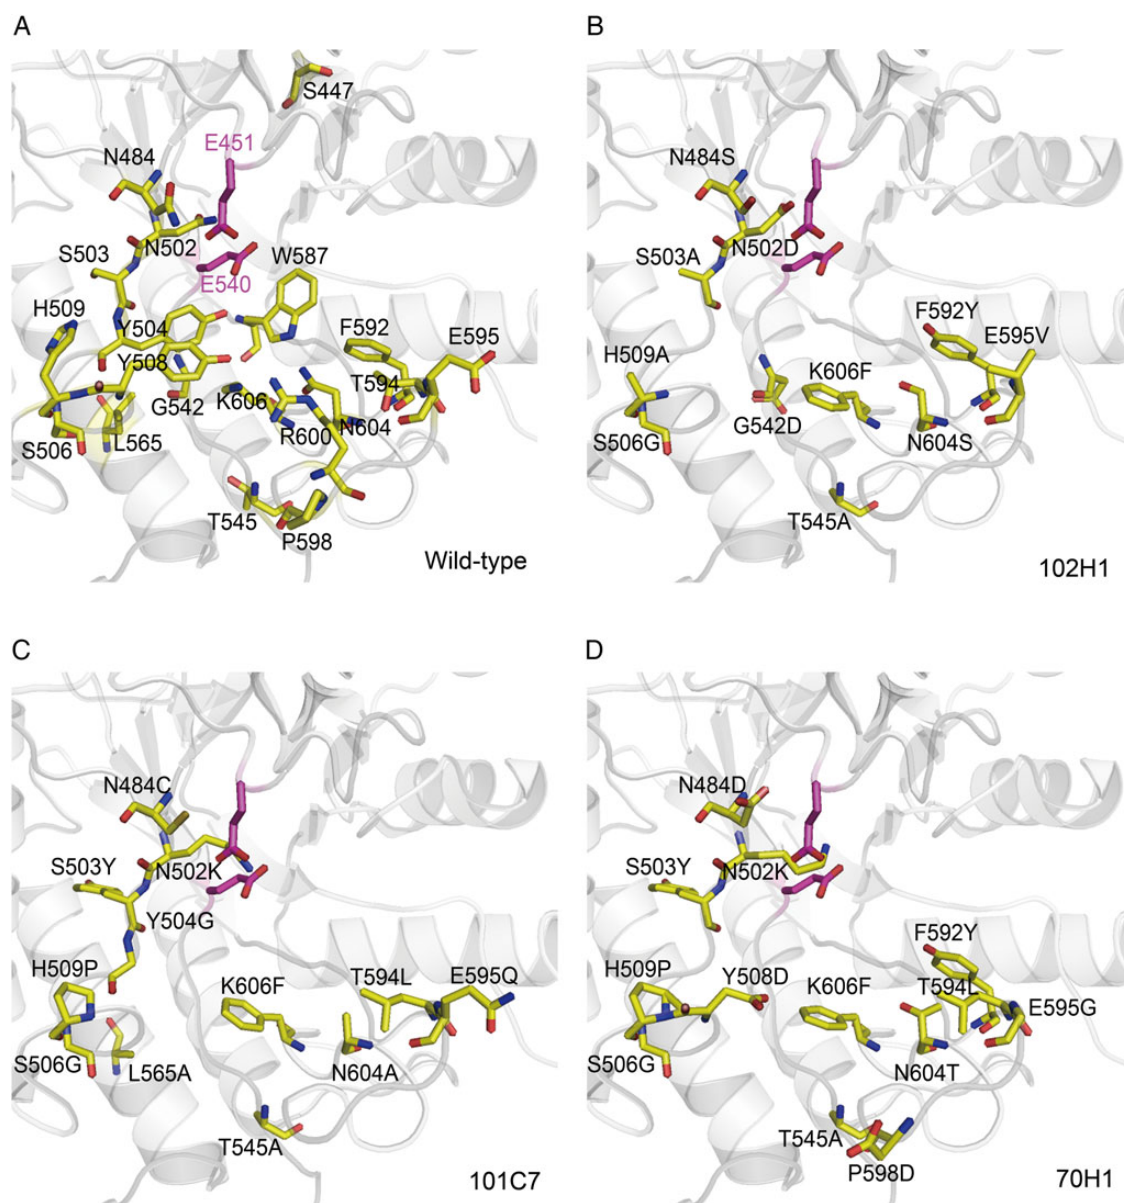 A
S447
E451
N484
N502
S503
E540
W587
H509
Y504
F592
E595
Y508
T594
G542
K606
R600
N604
S506
L565
T545
P598
Wild-type
B
N484S
N502D
S503A
F592Y
E595V
H509A
K606F
G542D
S506G
N604S
T545A
102H1
C
N484C
S503Y
N502K
Y504G
H509P
K606F
T594L
E595Q
S506G
L565A
N604A
T545A
101C7
D
N484D
S503Y
N502K
F592Y
H509P
Y508D
K606F
T594L
E595G
S506G
N604T
T545A
P598D
70H1